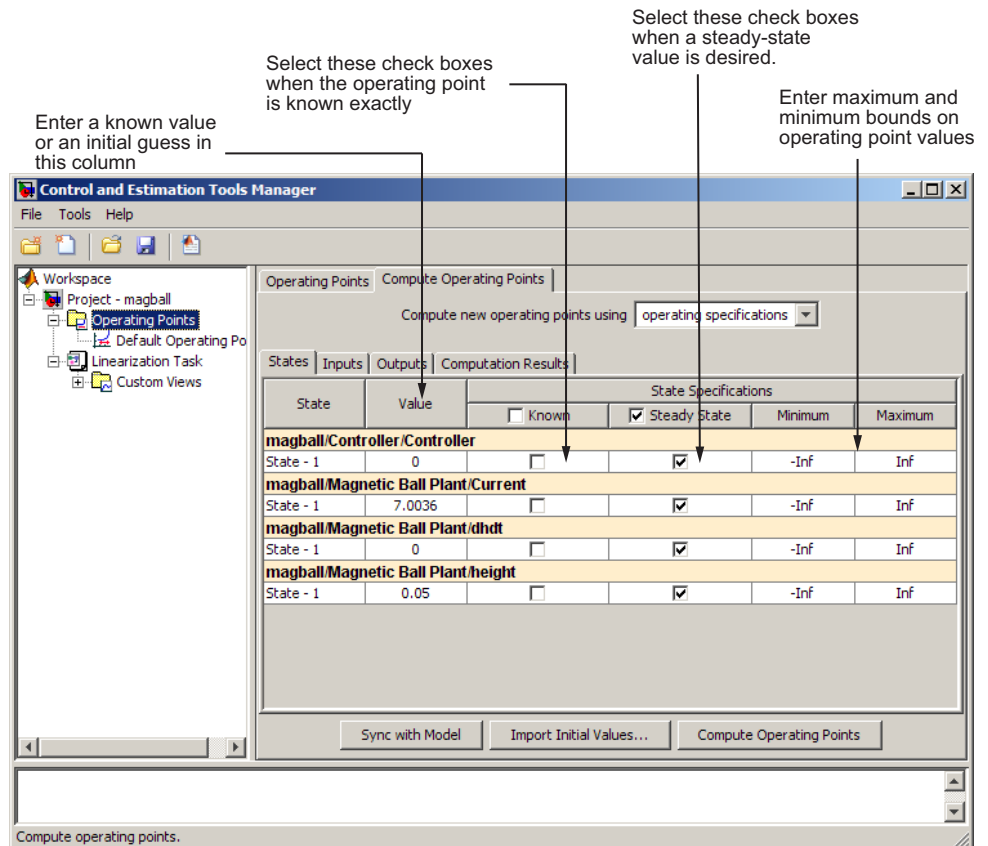 Select these check boxes
when a steady-state
value is desired.
Select these check boxes
when the operating point
is known exactly
Enter maximum and
minimum bounds on
operating point values
Enter a known value
or an initial guess in
this column
Control and Estimation Tools Manager
File Tools Help
Workspace
Project - magball
Operating Points
Default Operating Po
Linearization Task
Custom Views
Operating Points Compute Operating Points
Compute new operating points using operating specifications
States Inputs Outputs Computation Results
State Value State Specifications
Known Steady State Minimum Maximum
magball/Controller/Controller
State - 1 0 -Inf Inf
magball/Magnetic Ball Plant/Current
State - 1 7.0036 -Inf Inf
magball/Magnetic Ball Plant/dhdt
State - 1 0 -Inf Inf
magball/Magnetic Ball Plant/height
State - 1 0.05 -Inf Inf
Sync with Model Import Initial Values... Compute Operating Points
Compute operating points.